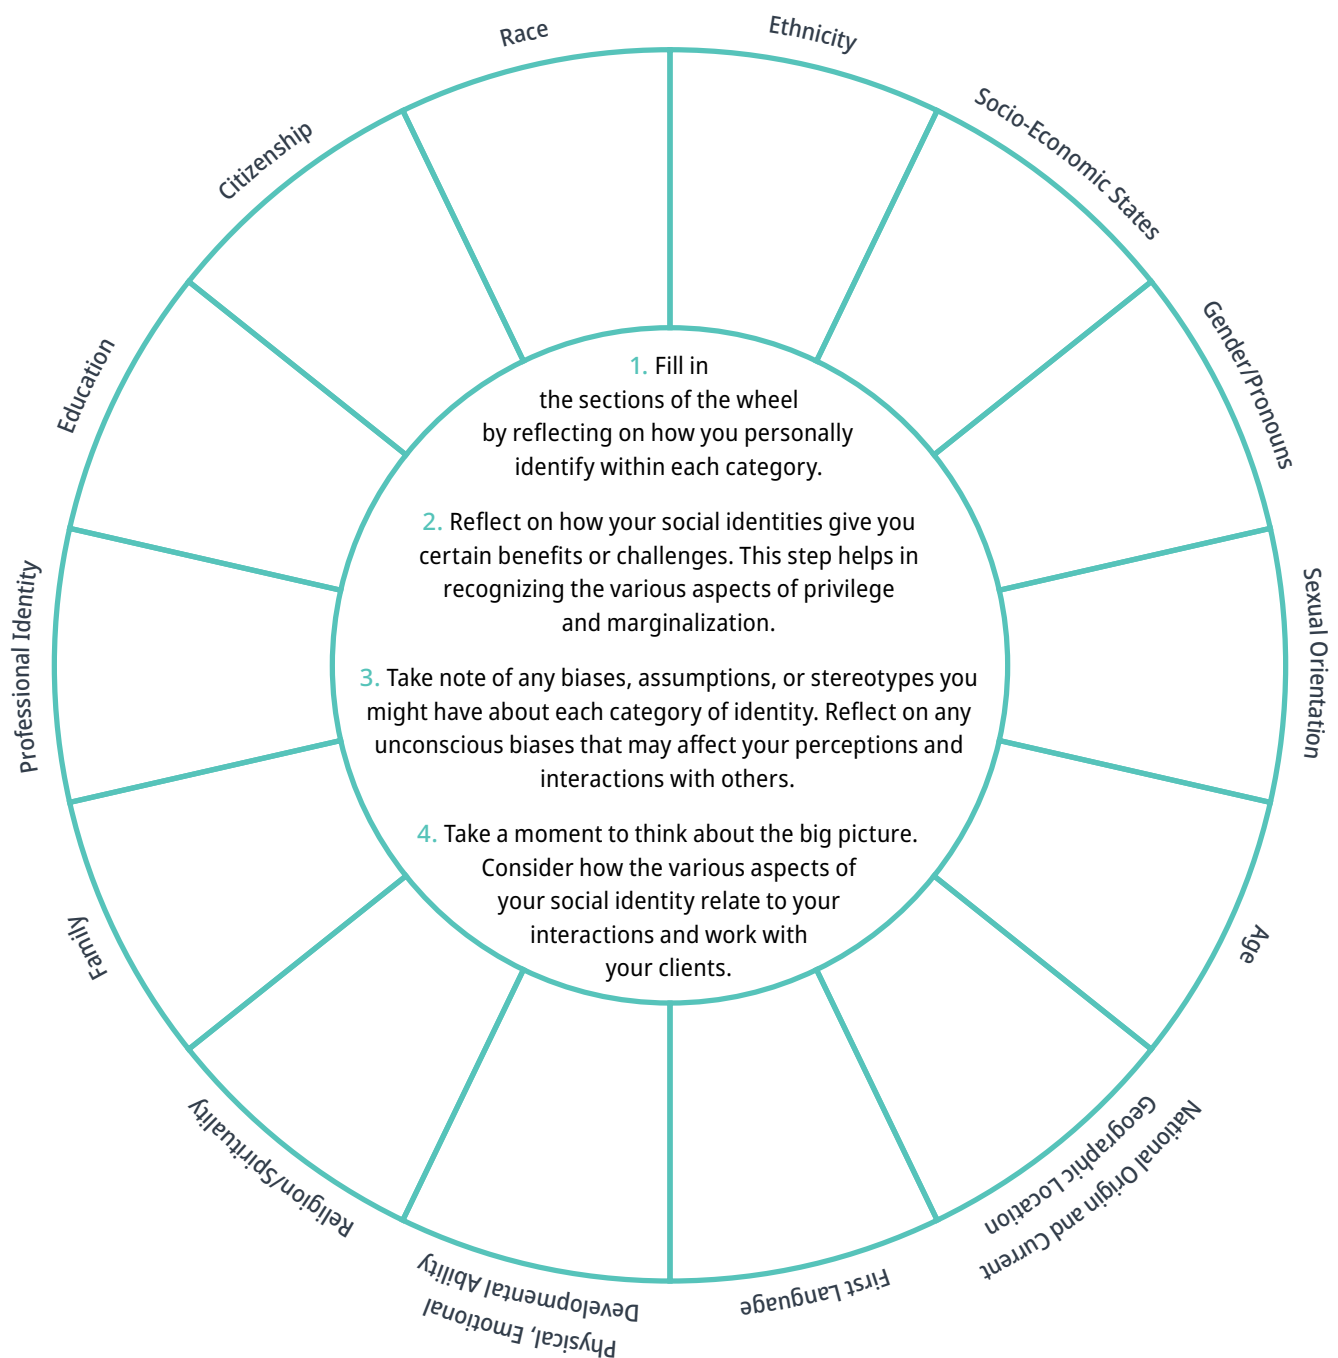 Race
Ethnicity
Socio-Economic States
Gender/Pronouns
Sexual Orientation
Age
National Origin and Current
Geographic Location
First Language
Physical, Emotional
Developmental Ability
Religion/Spirituality
Family
Professional Identity
Education
Citizenship
1. Fill in
the sections of the wheel
by reflecting on how you personally
identify within each category.
2. Reflect on how your social identities give you
certain benefits or challenges. This step helps in
recognizing the various aspects of privilege
and marginalization.
3. Take note of any biases, assumptions, or stereotypes you
might have about each category of identity. Reflect on any
unconscious biases that may affect your perceptions and
interactions with others.
4. Take a moment to think about the big picture.
Consider how the various aspects of
your social identity relate to your
interactions and work with
your clients.